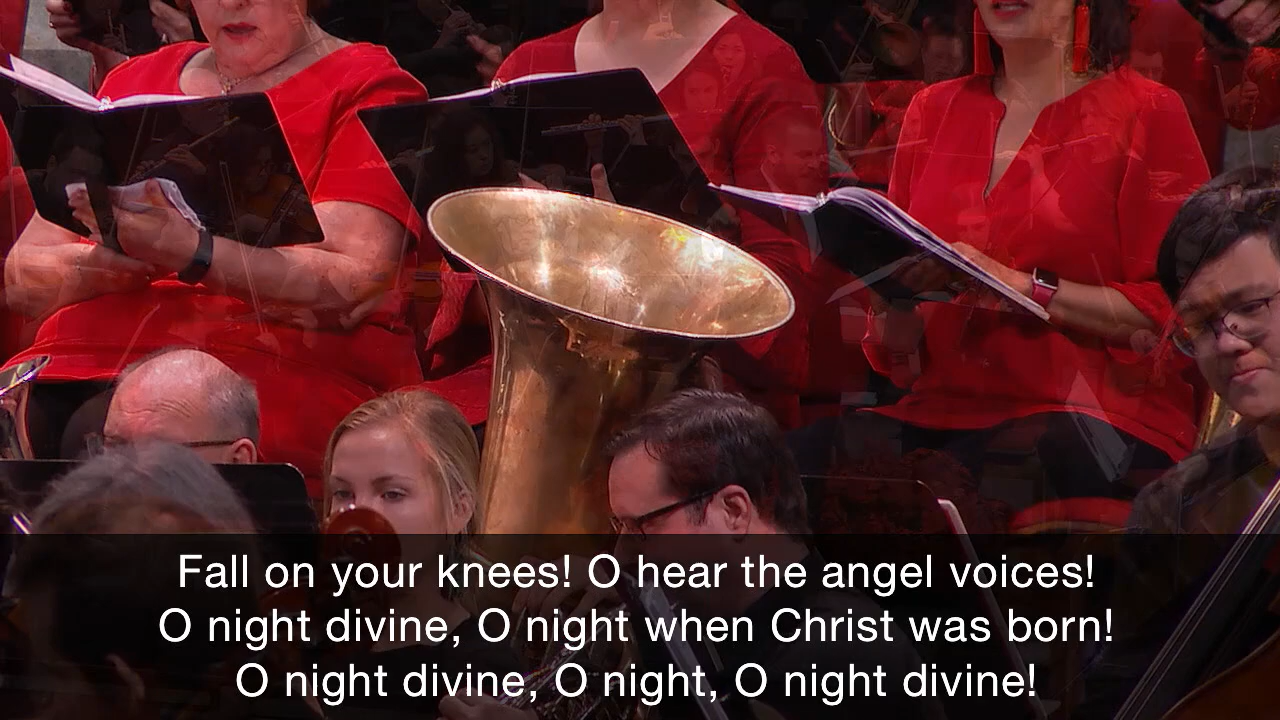 Fall on your knees! O hear the angel voices!
O night divine, O night when Christ was born!
O night divine, O night, O night divine!